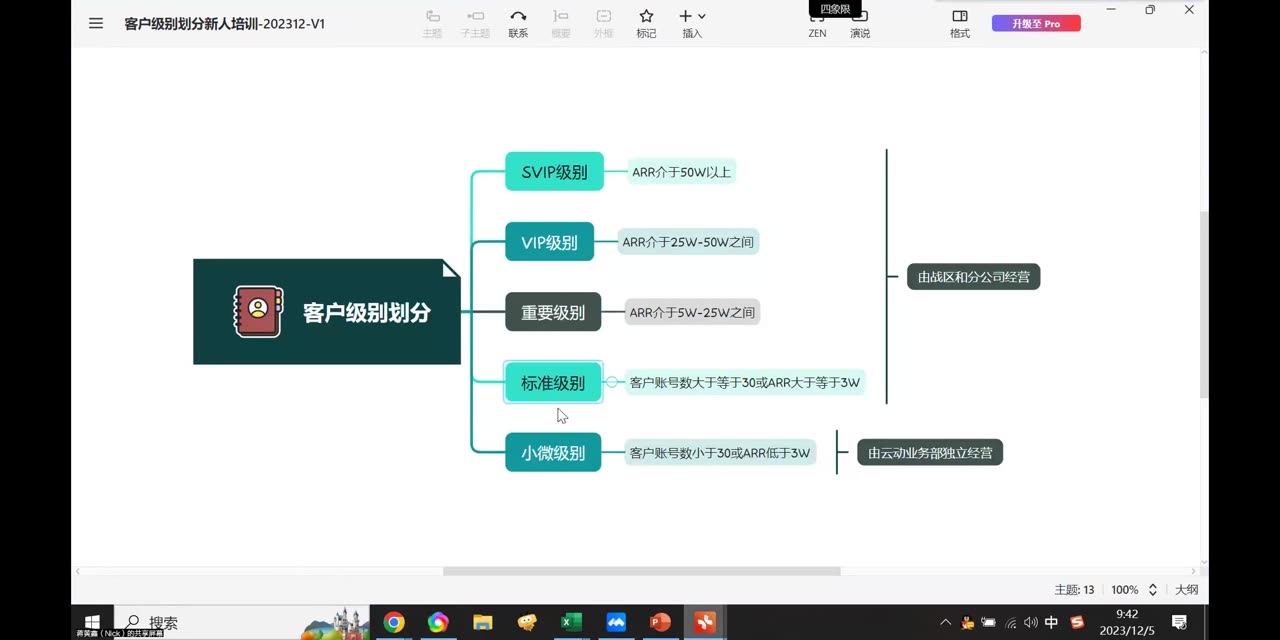 客户级别划分新人培训-202312-V1
主题
子主题
联系
概要
外框
标记
插入
四象限
ZEN
演说
格式
升级至 Pro
SVIP级别
ARR介于50W以上
VIP级别
ARR介于25W-50W之间
由战区和分公司经营
客户级别划分
重要级别
ARR介于5W-25W之间
标准级别
客户账号数大于等于30或ARR大于等于3W
小微级别
客户账号数小于30或ARR低于3W
由云动业务部独立经营
主题: 13
100%
大纲
搜索
(Nick)的共享屏幕
中
9:42
2023/12/5